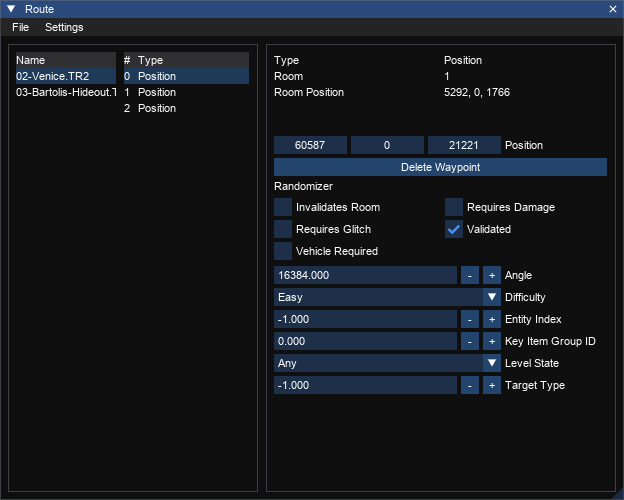 Route
File Settings
Name # Type
02-Venice.TR2 0 Position
03-Bartolis-Hideout.T 1 Position
2 Position
Type Position
Room 1
Room Position 5292, 0, 1766
60587 0 21221 Position
Delete Waypoint
Randomizer
Invalidates Room Requires Damage
Requires Glitch Validated
Vehicle Required
16384.000 - + Angle
Easy Difficulty
-1.000 - + Entity Index
0.000 - + Key Item Group ID
Any Level State
-1.000 - + Target Type